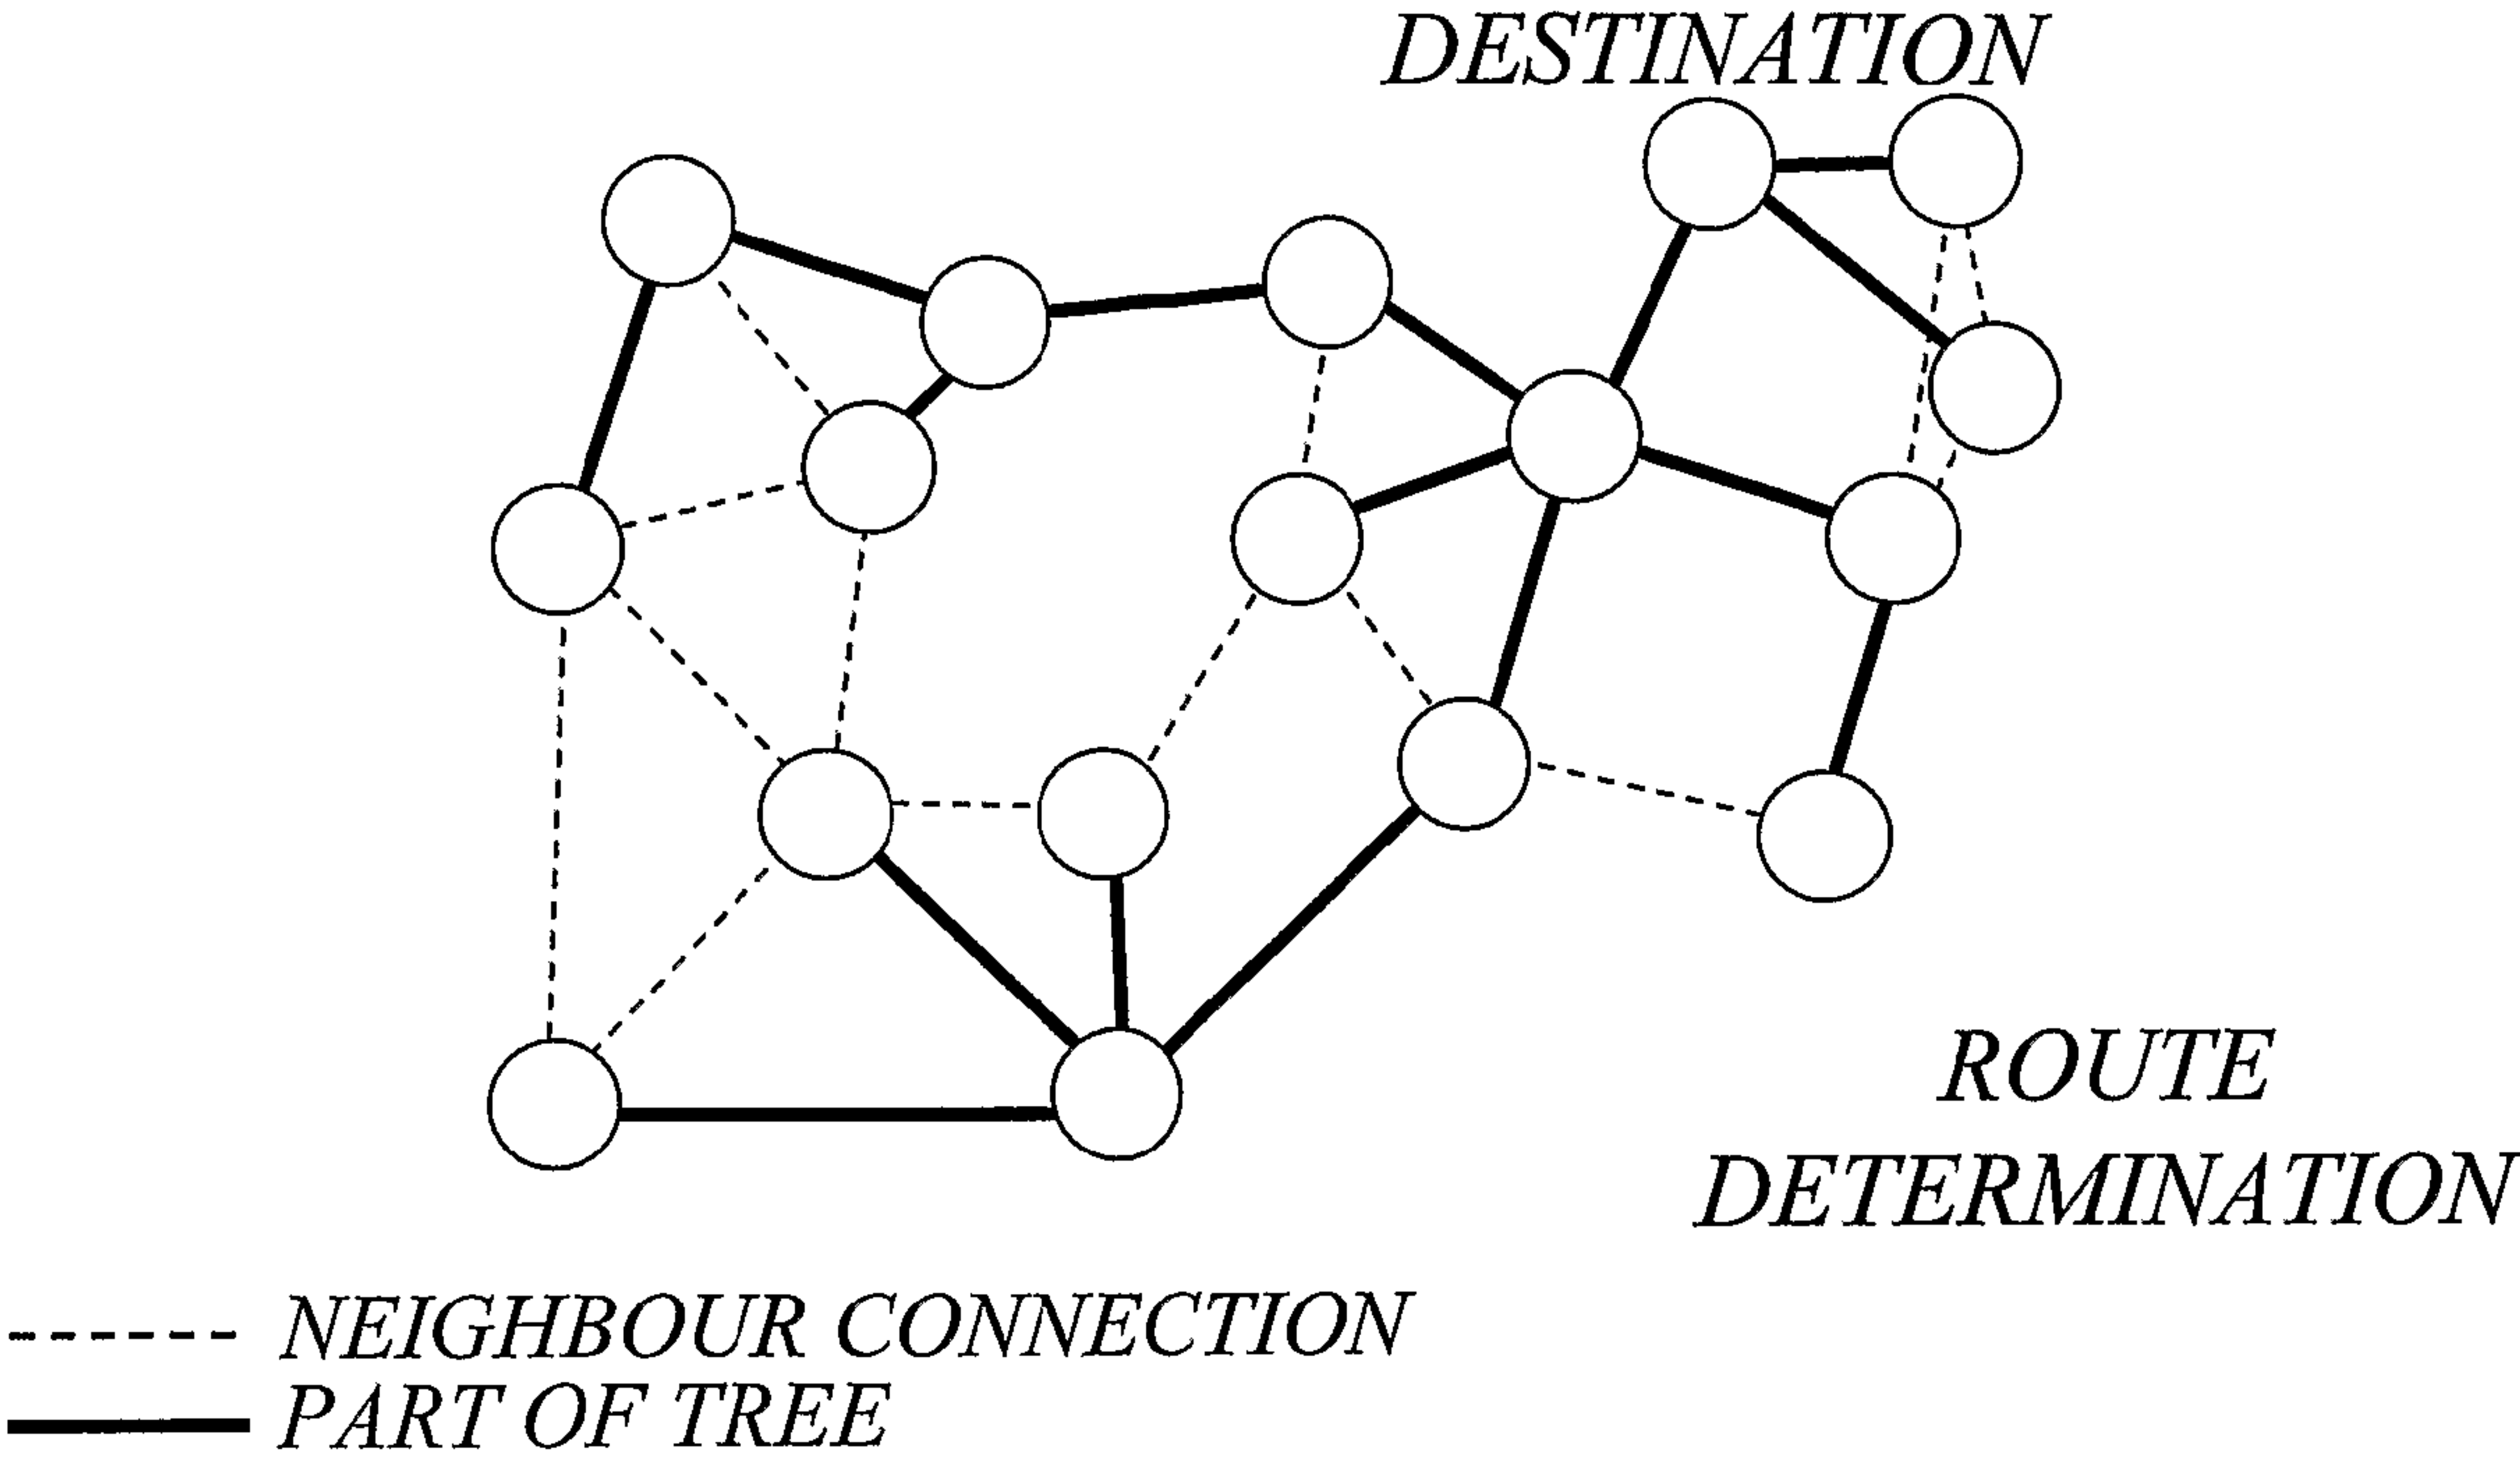 DESTINATION
ROUTE
DETERMINATION
NEIGHBOUR CONNECTION
PART OF TREE